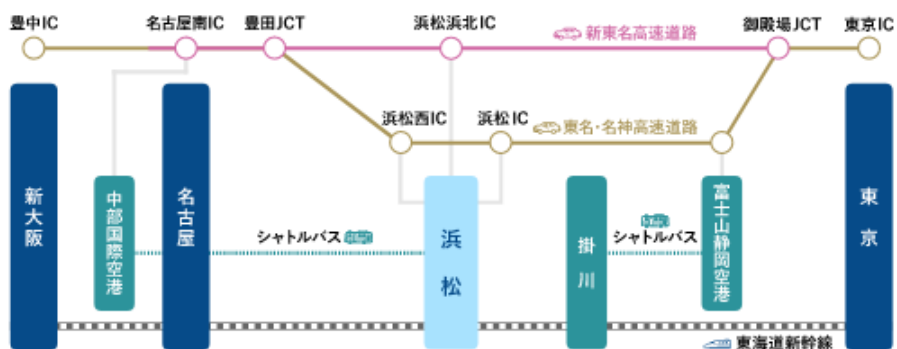 豊中IC
名古屋南IC
豊田JCT
浜松浜北IC
新東名高速道路
御殿場JCT
東京IC
浜松西IC
浜松IC
東名・名神高速道路
新大阪
中部国際空港
名古屋
シャトルバス
浜松
掛川
シャトルバス
富士山静岡空港
東京
東海道新幹線